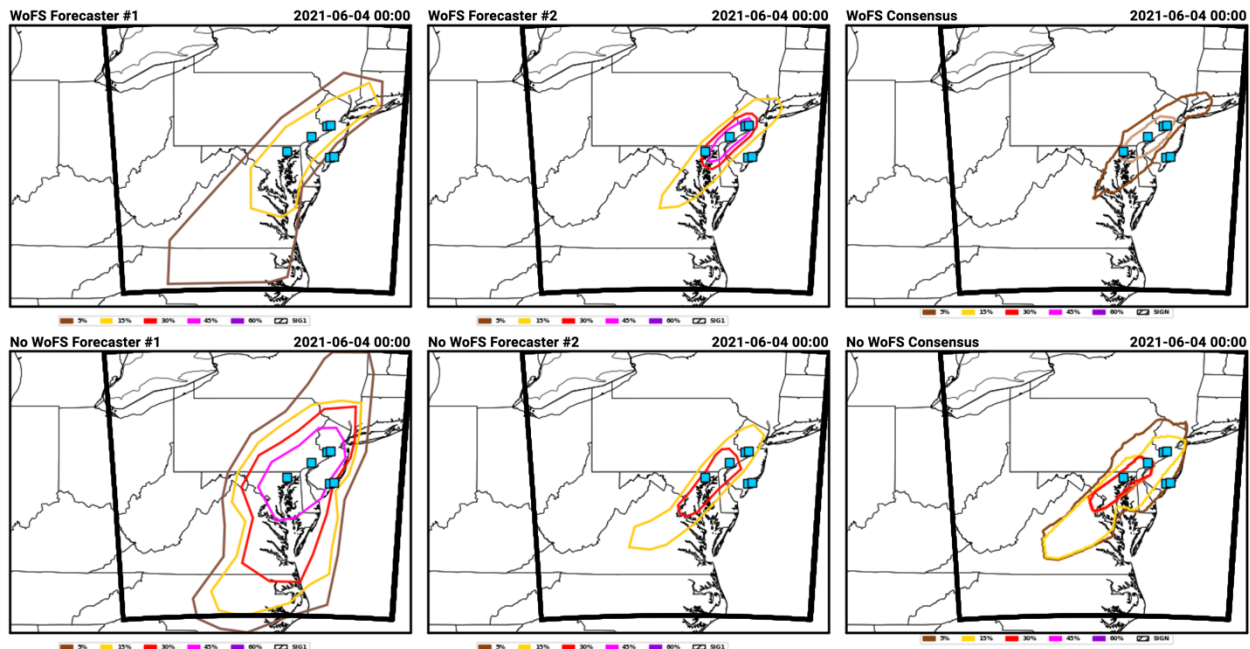 WoFS Forecaster #1 2021-06-04 00:00
WoFS Forecaster #2 2021-06-04 00:00
WoFS Consensus 2021-06-04 00:00
5% 15% 30% 45% 60% SIG1
5% 15% 30% 45% 60% SIG1
5% 15% 30% 45% 60% SIGN
No WoFS Forecaster #1 2021-06-04 00:00
No WoFS Forecaster #2 2021-06-04 00:00
No WoFS Consensus 2021-06-04 00:00
5% 15% 30% 45% 60% SIG1
5% 15% 30% 45% 60% SIG1
5% 15% 30% 45% 60% SIGN